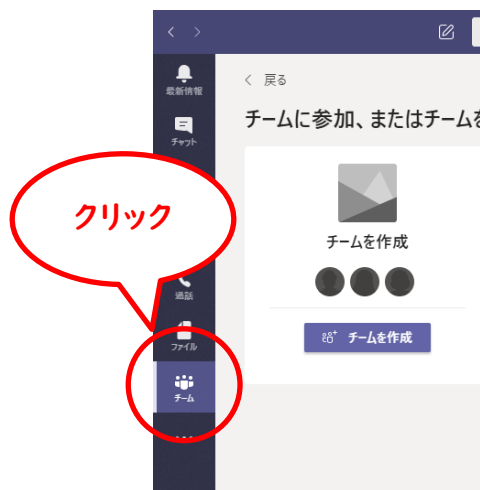 戻る
最新情報
チャット
チームに参加、またはチームを
クリック
チームを作成
通話
チームを作成
ファイル
チーム